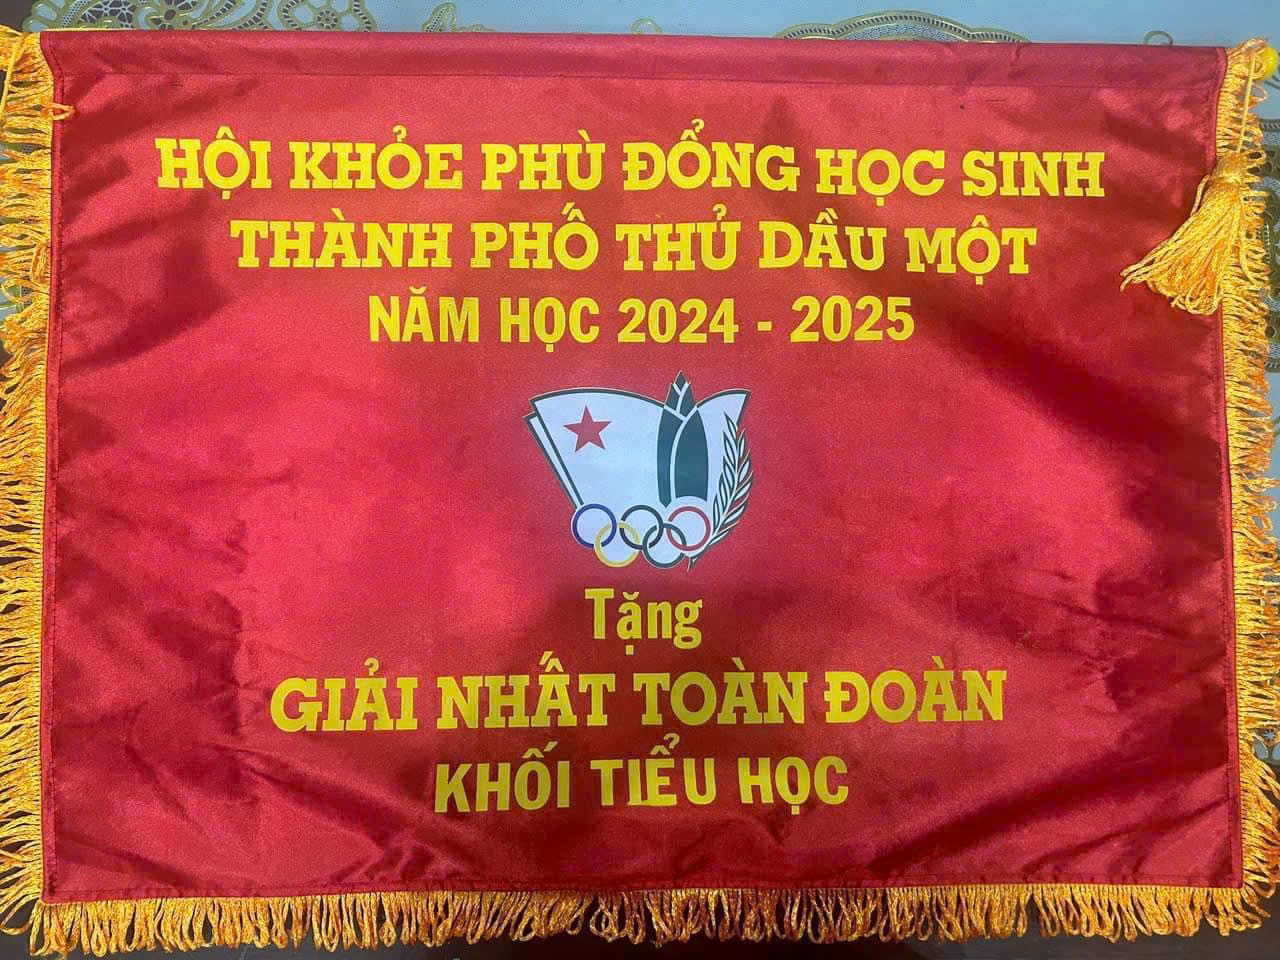 HỘI KHỎE PHÙ ĐỔNG HỌC SINH
THÀNH PHỐ THỦ DẦU MỘT
NĂM HỌC 2024 - 2025
Tặng
GIẢI NHẤT TOÀN ĐOÀN
KHỐI TIỂU HỌC